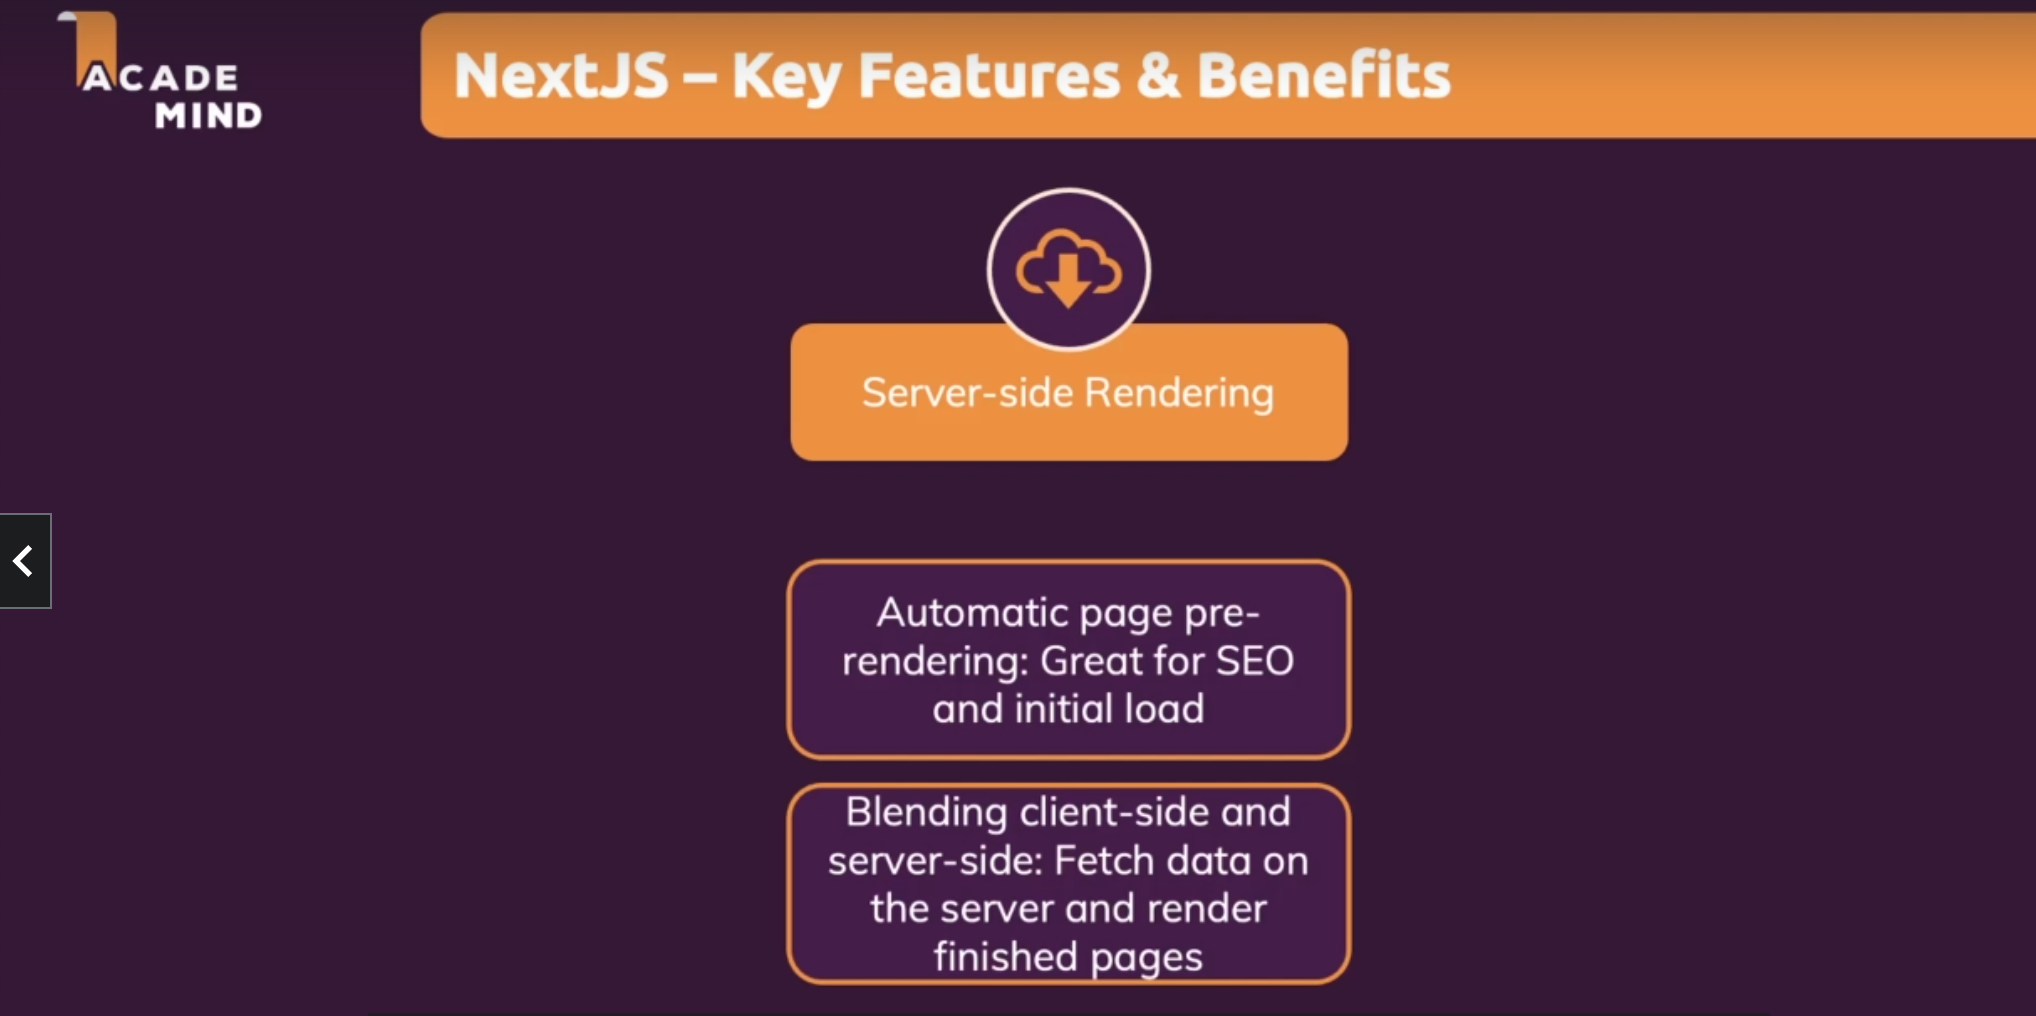 ACADE
MIND
NextJS – Key Features & Benefits
Server-side Rendering
Automatic page pre-
rendering: Great for SEO
and initial load
Blending client-side and
server-side: Fetch data on
the server and render
finished pages